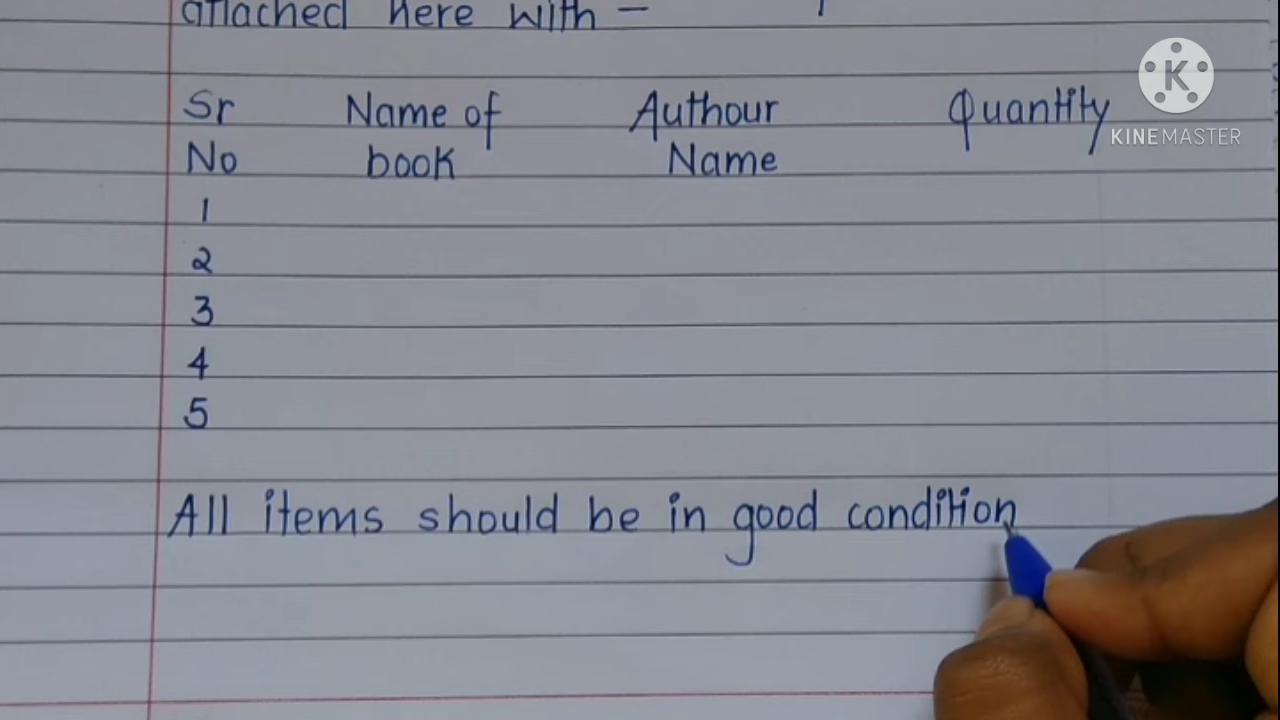 attached here with -
Sr Name of Authour Quantity
No book Name
1
2
3
4
5
All items should be in good condition
K
KINEMASTER